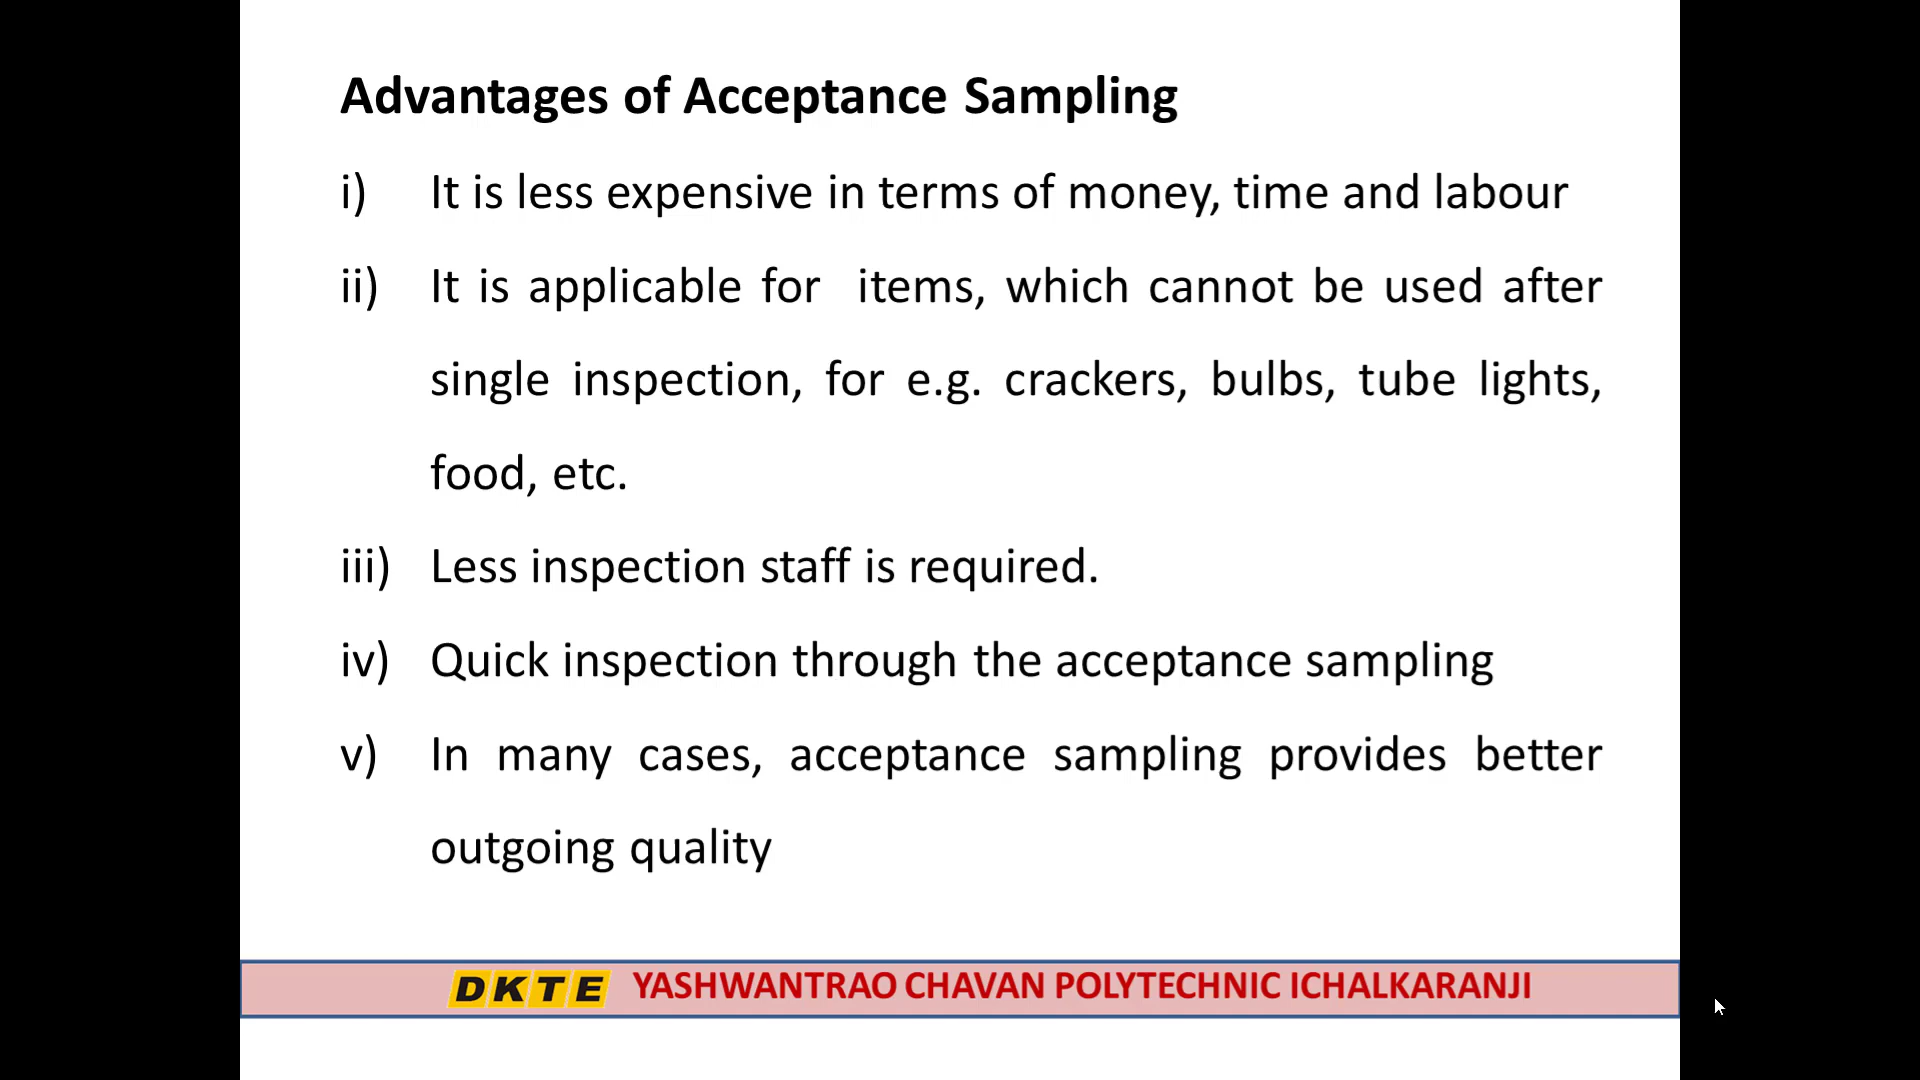 Advantages of Acceptance Sampling
i) It is less expensive in terms of money, time and labour
ii) It is applicable for items, which cannot be used after
single inspection, for e.g. crackers, bulbs, tube lights,
food, etc.
iii) Less inspection staff is required.
iv) Quick inspection through the acceptance sampling
v) In many cases, acceptance sampling provides better
outgoing quality
DKTE YASHWANTRAO CHAVAN POLYTECHNIC ICHALKARANJI